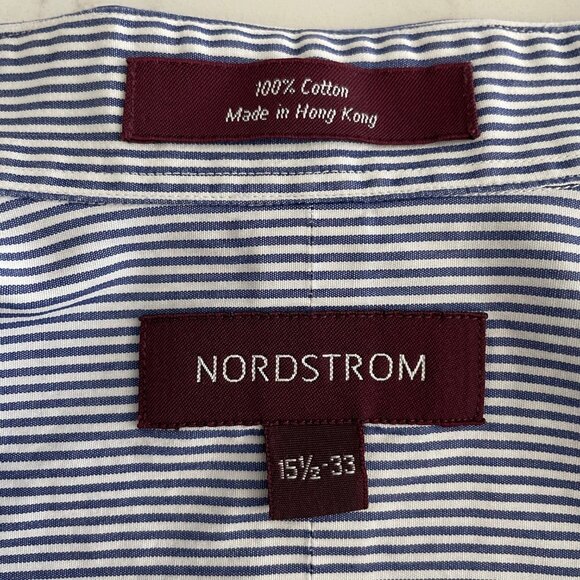 100% Cotton
Made in Hong Kong
NORDSTROM
15½-33